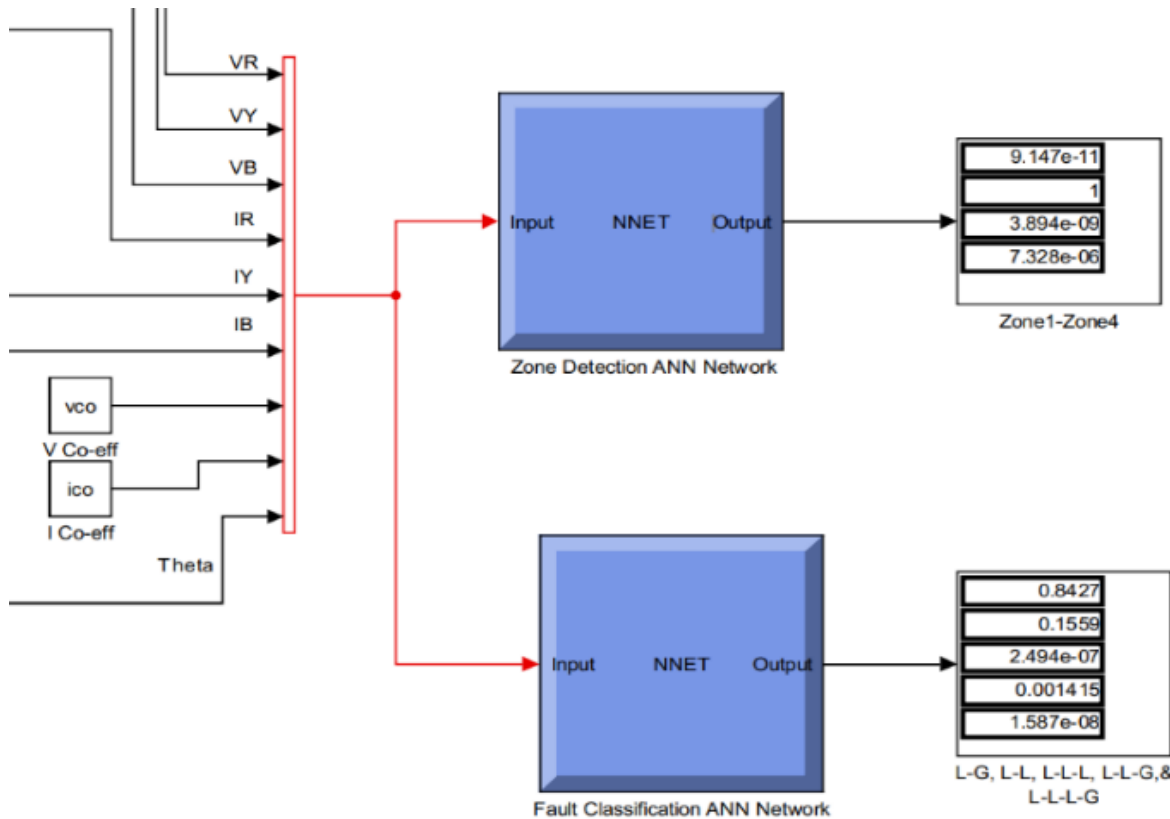 VR
VY
VB
IR
IY
IB
vco
V Co-eff
ico
I Co-eff
Theta
Input NNET Output
Zone Detection ANN Network
9.147e-11
1
3.894e-09
7.328e-06
Zone1-Zone4
Input NNET Output
Fault Classification ANN Network
0.8427
0.1559
2.494e-07
0.001415
1.587e-08
L-G, L-L, L-L-L, L-L-G,&
L-L-L-G